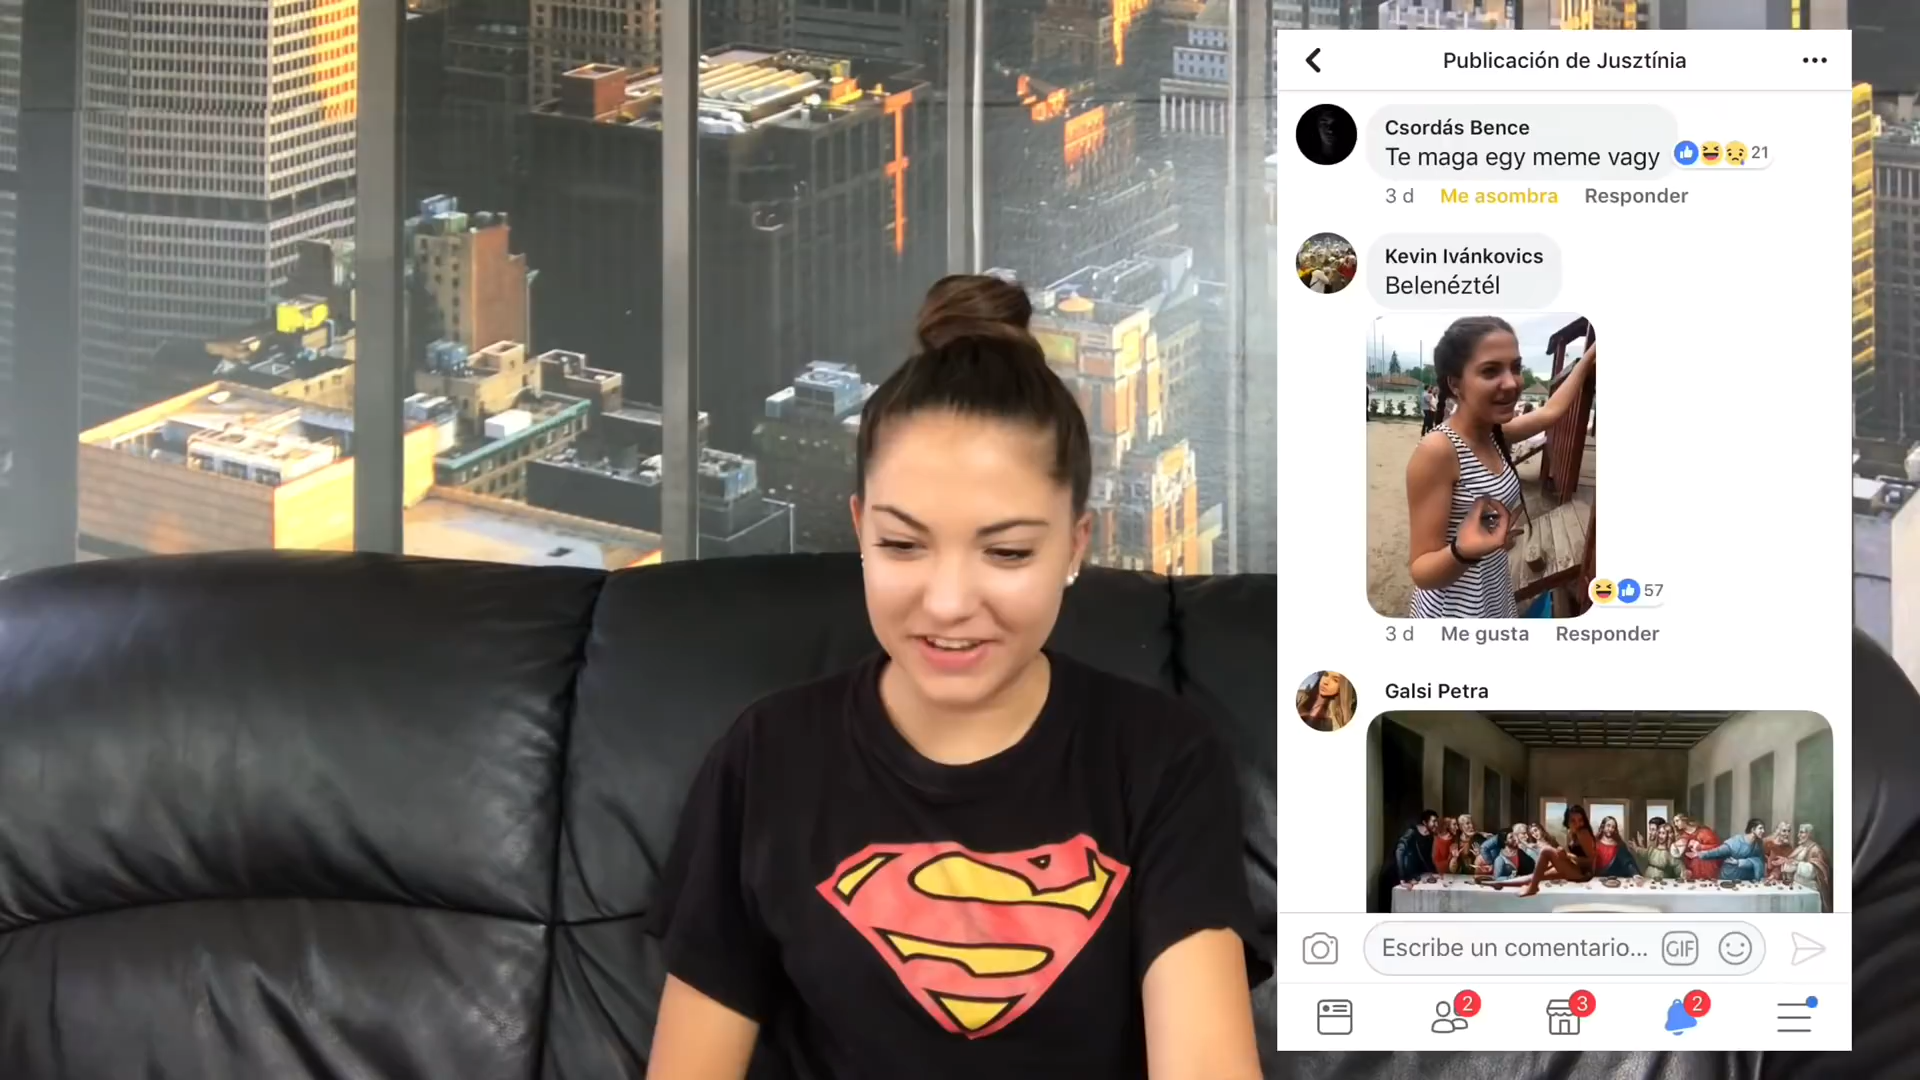 Publicación de Jusztínia
Csordás Bence
Te maga egy meme vagy
21
3 d Me asombra Responder
Kevin Ivánkovics
Belenéztél
57
3 d Me gusta Responder
Galsi Petra
Escribe un comentario... GIF
2 3 2